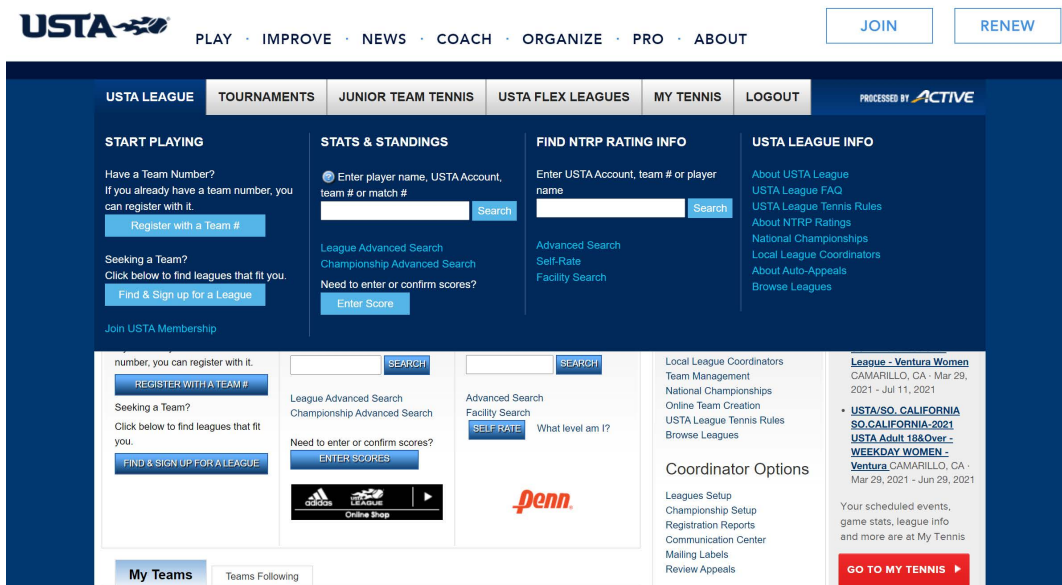 USTA
PLAY · IMPROVE · NEWS · COACH · ORGANIZE · PRO · ABOUT
JOIN
RENEW
USTA LEAGUE
TOURNAMENTS
JUNIOR TEAM TENNIS
USTA FLEX LEAGUES
MY TENNIS
LOGOUT
PROCESSED BY ACTIVE
START PLAYING
Have a Team Number?
If you already have a team number, you
can register with it.
Register with a Team #
Seeking a Team?
Click below to find leagues that fit you.
Find & Sign up for a League
Join USTA Membership
STATS & STANDINGS
Enter player name, USTA Account,
team # or match #
Search
League Advanced Search
Championship Advanced Search
Need to enter or confirm scores?
Enter Score
FIND NTRP RATING INFO
Enter USTA Account, team # or player
name
Search
Advanced Search
Self-Rate
Facility Search
USTA LEAGUE INFO
About USTA League
USTA League FAQ
USTA League Tennis Rules
About NTRP Ratings
National Championships
Local League Coordinators
About Auto-Appeals
Browse Leagues
number, you can register with it.
REGISTER WITH A TEAM #
Seeking a Team?
Click below to find leagues that fit
you.
FIND & SIGN UP FOR A LEAGUE
SEARCH
League Advanced Search
Championship Advanced Search
Need to enter or confirm scores?
ENTER SCORES
adidas
USTA LEAGUE
Online Shop
SEARCH
Advanced Search
Facility Search
SELF RATE
What level am I?
Penn.
Local League Coordinators
Team Management
National Championships
Online Team Creation
USTA League Tennis Rules
Browse Leagues
Coordinator Options
Leagues Setup
Championship Setup
Registration Reports
Communication Center
Mailing Labels
Review Appeals
League - Ventura Women
CAMARILLO, CA · Mar 29,
2021 - Jul 11, 2021
• USTA/SO. CALIFORNIA
SO.CALIFORNIA-2021
USTA Adult 18&Over -
WEEKDAY WOMEN -
Ventura CAMARILLO, CA ·
Mar 29, 2021 - Jun 29, 2021
Your scheduled events,
game stats, league info
and more are at My Tennis
GO TO MY TENNIS
My Teams
Teams Following